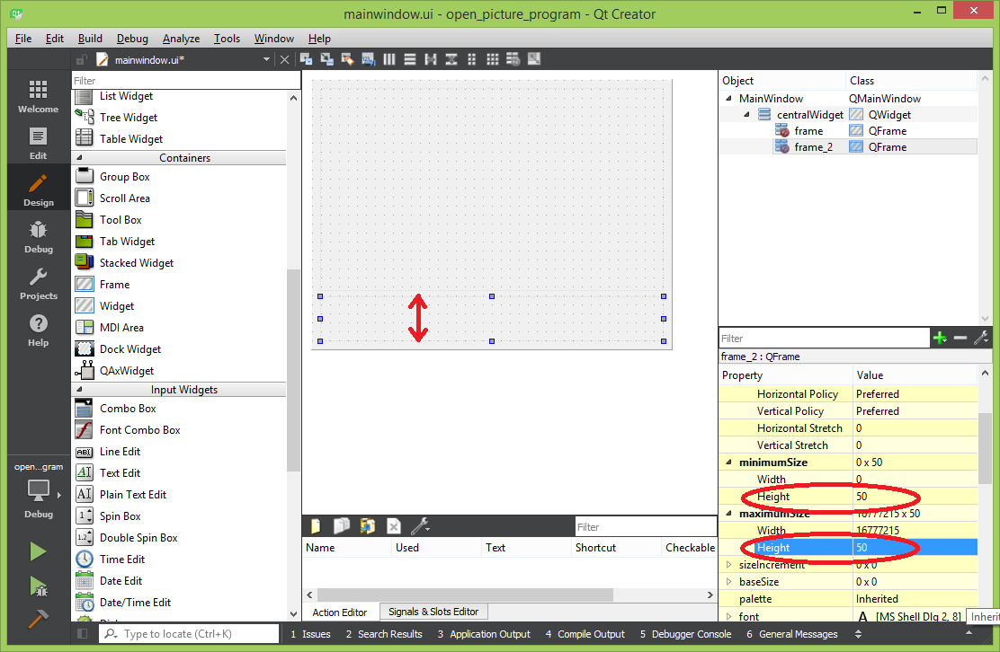 mainwindow.ui - open_picture_program - Qt Creator
File Edit Build Debug Analyze Tools Window Help
mainwindow.ui*
Welcome
Edit
Design
Debug
Projects
Help
open...gram
Debug
Filter
List Widget
Tree Widget
Table Widget
Containers
Group Box
Scroll Area
Tool Box
Tab Widget
Stacked Widget
Frame
Widget
MDI Area
Dock Widget
QAxWidget
Input Widgets
Combo Box
Font Combo Box
Line Edit
Text Edit
Plain Text Edit
Spin Box
Double Spin Box
Time Edit
Date Edit
Date/Time Edit
Filter
Name Used Text Shortcut Checkable
Action Editor Signals & Slots Editor
Object Class
MainWindow QMainWindow
centralWidget QWidget
frame QFrame
frame_2 QFrame
Filter
frame_2 : QFrame
Property Value
Horizontal Policy Preferred
Vertical Policy Preferred
Horizontal Stretch 0
Vertical Stretch 0
minimumSize 0 x 50
Width 0
Height 50
maximumSize 16777215 x 50
Width 16777215
Height 50
sizeIncrement 0 x 0
baseSize 0 x 0
palette Inherited
font A [MS Shell Dlg 2, 8]
Inherit
Type to locate (Ctrl+K) 1 Issues 2 Search Results 3 Application Output 4 Compile Output 5 Debugger Console 6 General Messages